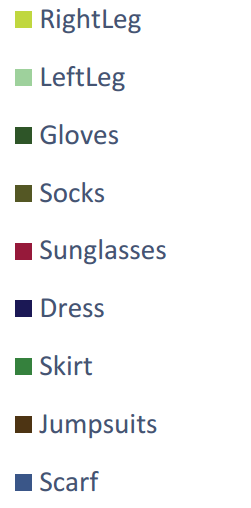 RightLeg
LeftLeg
Gloves
Socks
Sunglasses
Dress
Skirt
Jumpsuits
Scarf